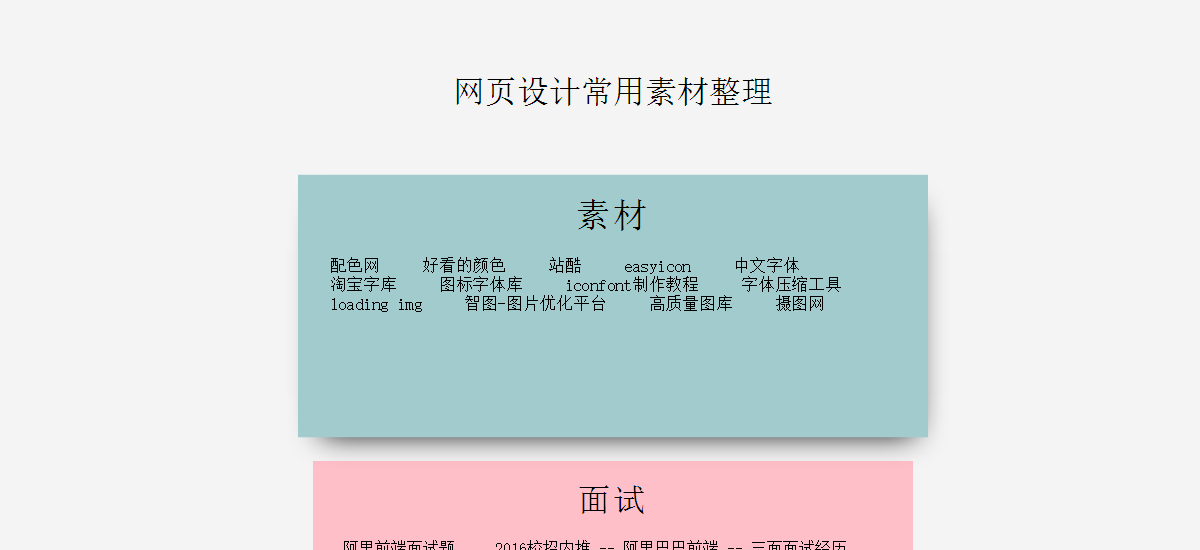 网页设计常用素材整理
素材
配色网 好看的颜色 站酷 easyicon 中文字体
淘宝字库 图标字体库 iconfont制作教程 字体压缩工具
loading img 智图-图片优化平台 高质量图库 摄图网
面试
阿里前端面试题 2016校招内推 -- 阿里巴巴前端 -- 三面面试经历